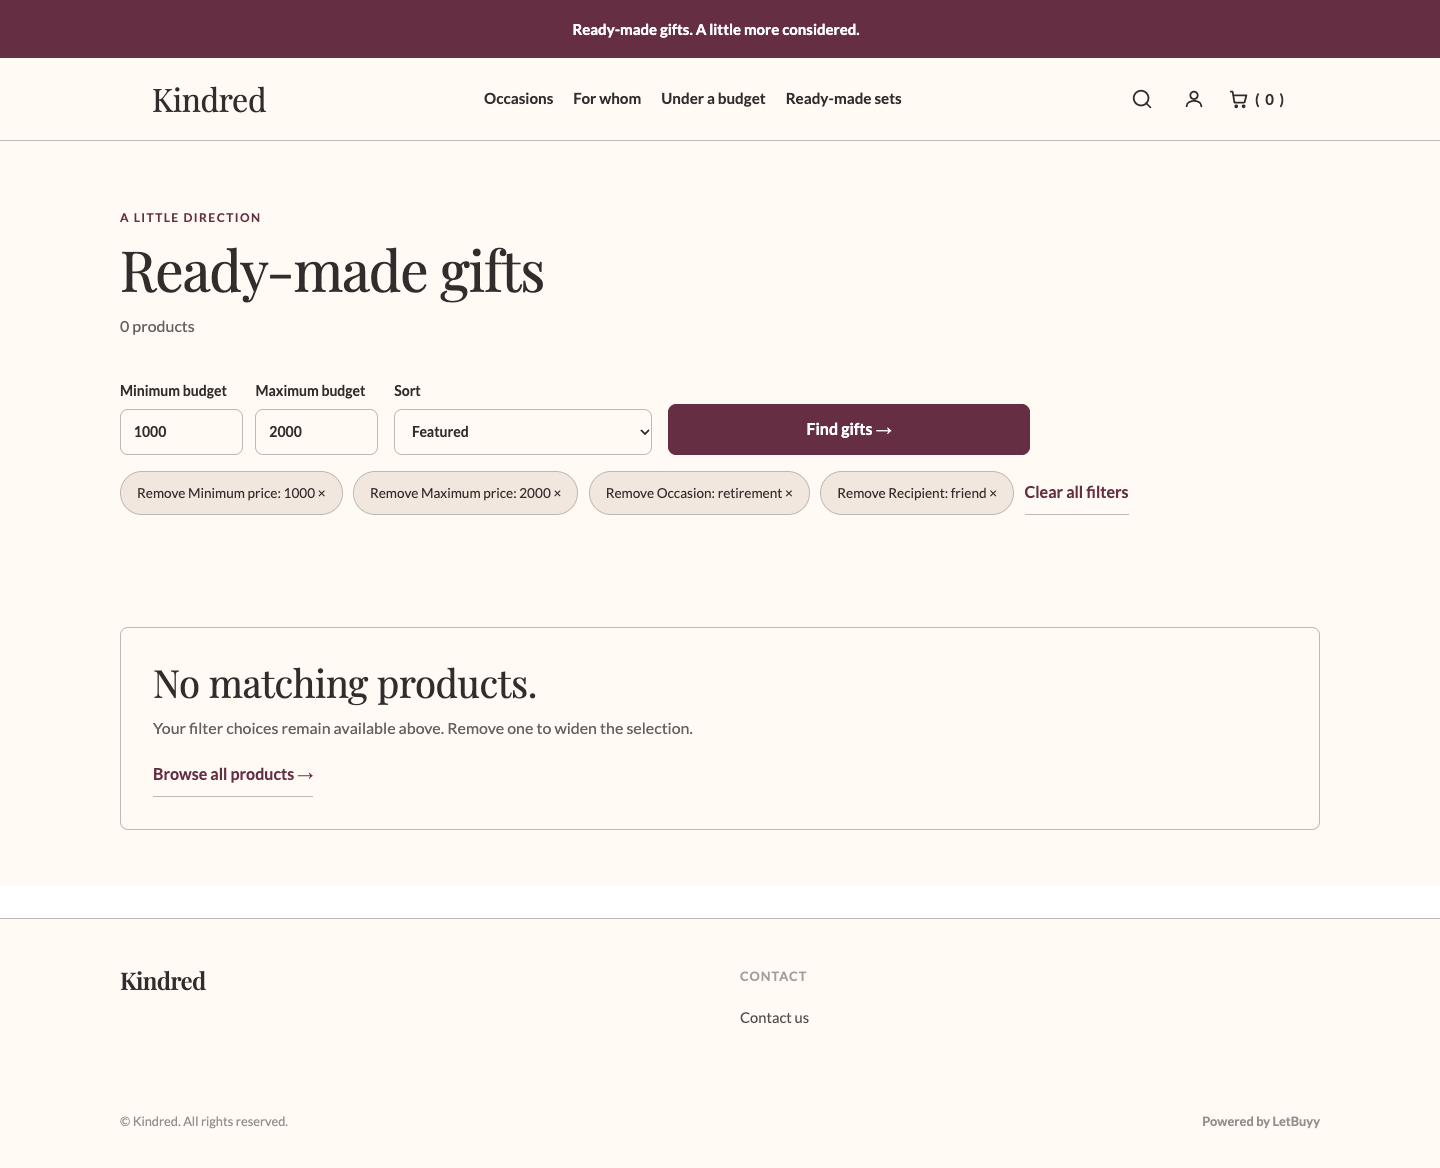 Ready-made gifts. A little more considered.
Kindred
Occasions For whom Under a budget Ready-made sets
( 0 )
A LITTLE DIRECTION
Ready-made gifts
0 products
Minimum budget Maximum budget Sort
1000 2000 Featured Find gifts →
Remove Minimum price: 1000 × Remove Maximum price: 2000 × Remove Occasion: retirement × Remove Recipient: friend × Clear all filters
No matching products.
Your filter choices remain available above. Remove one to widen the selection.
Browse all products →
Kindred
CONTACT
Contact us
© Kindred. All rights reserved.
Powered by LetBuyy